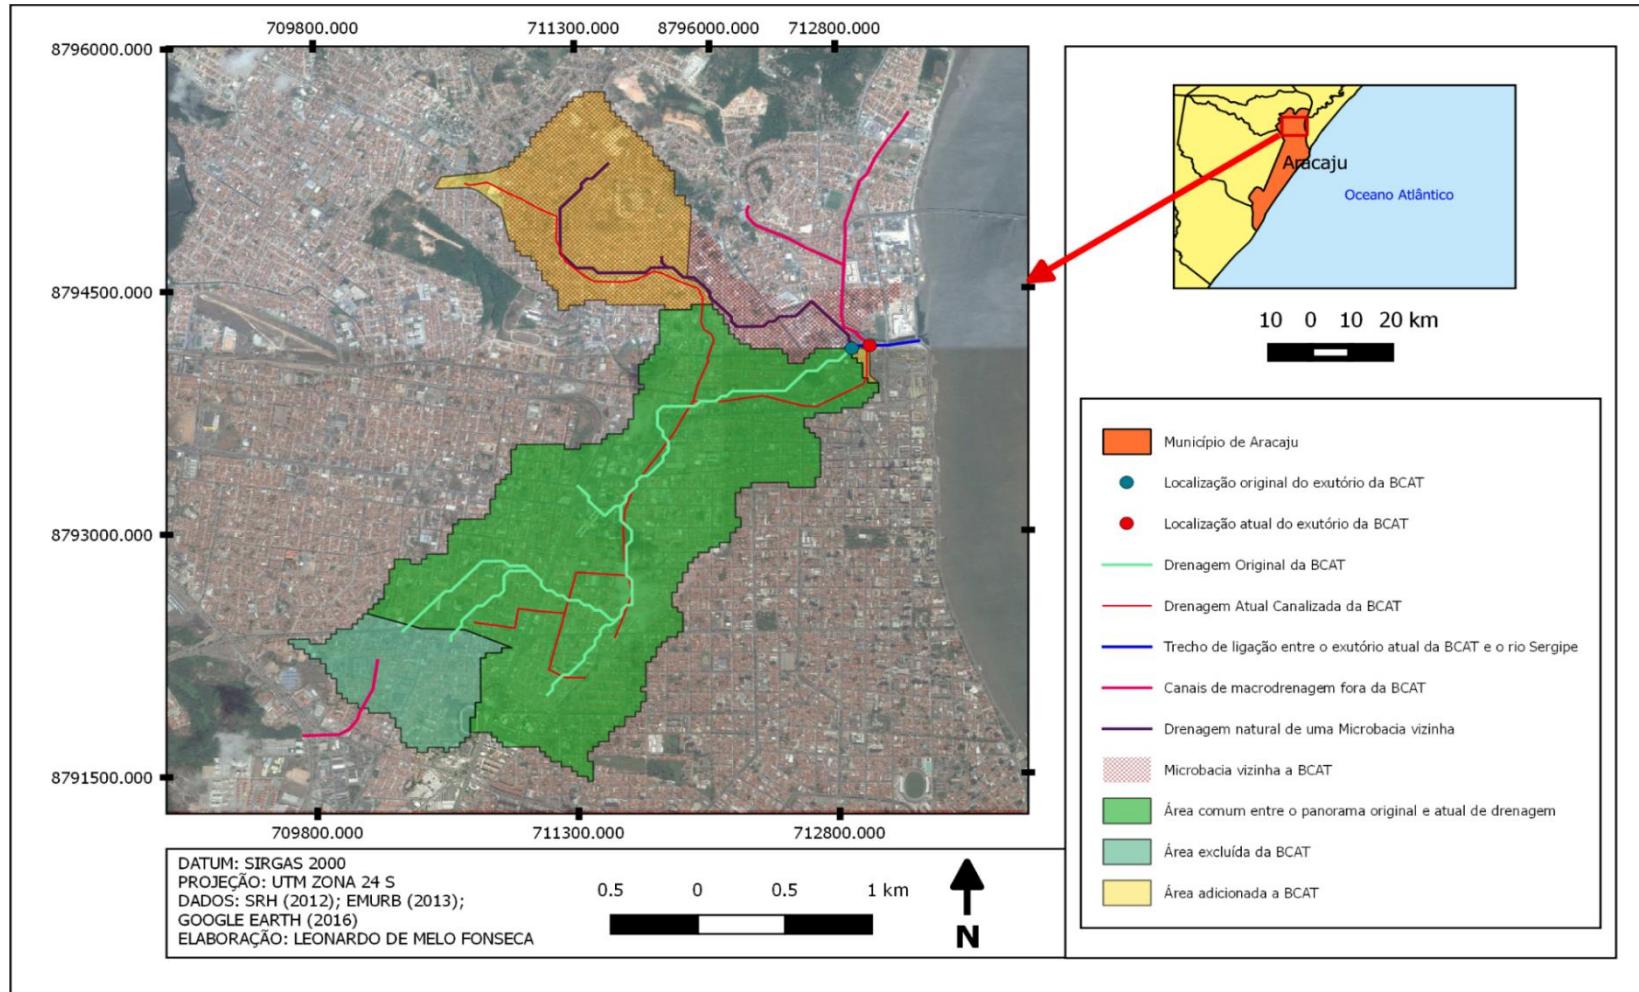 709800.000
711300.000
8796000.000
712800.000
8796000.000
8794500.000
8793000.000
8791500.000
709800.000
711300.000
712800.000
Aracaju
Oceano Atlântico
10 0 10 20 km
Município de Aracaju
Localização original do exutório da BCAT
Localização atual do exutório da BCAT
Drenagem Original da BCAT
Drenagem Atual Canalizada da BCAT
Trecho de ligação entre o exutório atual da BCAT e o rio Sergipe
Canais de macrodrenagem fora da BCAT
Drenagem natural de uma Microbacia vizinha
Microbacia vizinha a BCAT
Área comum entre o panorama original e atual de drenagem
Área excluída da BCAT
Área adicionada a BCAT
DATUM: SIRGAS 2000
PROJEÇÃO: UTM ZONA 24 S
DADOS: SRH (2012); EMURB (2013);
GOOGLE EARTH (2016)
ELABORAÇÃO: LEONARDO DE MELO FONSECA
0.5 0 0.5 1 km
N